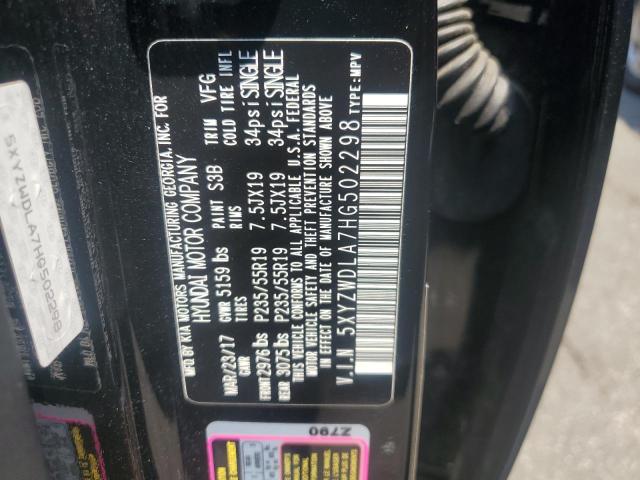 MFD. BY KIA MOTORS MANUFACTURING GEORGIA, INC. FOR
HYUNDAI MOTOR COMPANY
MAR/23/17 GVWR 5159 lbs PAINT S3B TRIM VFG
GAWR TIRES RIMS COLD TIRE INFL
FRONT 2976 lbs P235/55R19 7.5JX19 34psi SINGLE
REAR 3075 lbs P235/55R19 7.5JX19 34psi SINGLE
THIS VEHICLE CONFORMS TO ALL APPLICABLE U.S.A. FEDERAL
MOTOR VEHICLE SAFETY AND THEFT PREVENTION STANDARDS
IN EFFECT ON THE DATE OF MANUFACTURE SHOWN ABOVE
V.I.N 5XYZWDLA7HG502298 TYPE:MPV
5XYZWDLA7HG502298
Z790